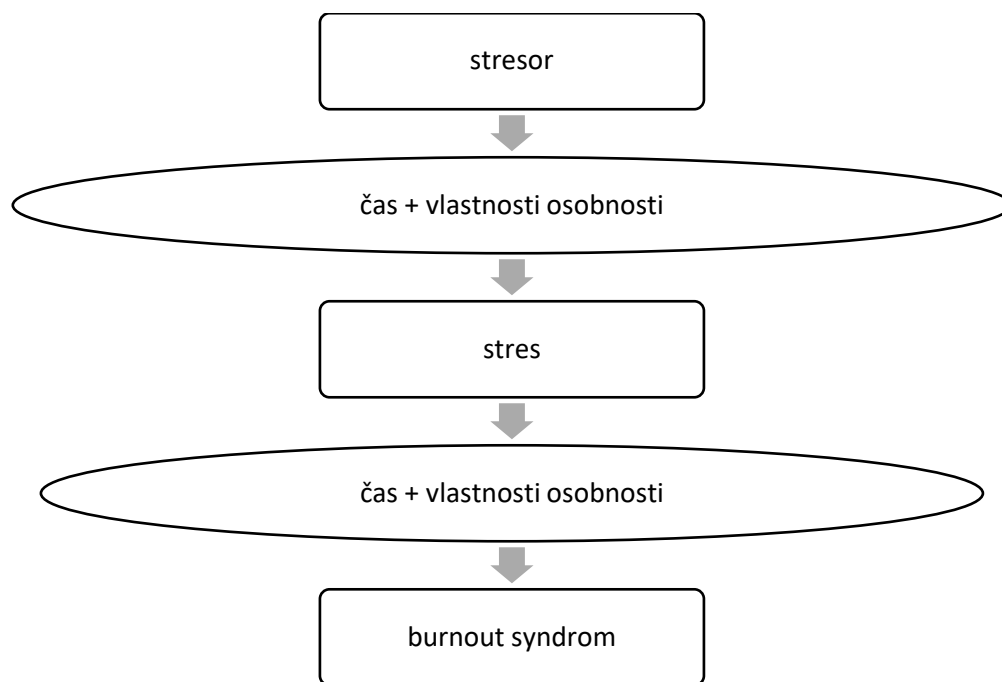 stresor
čas + vlastnosti osobnosti
stres
čas + vlastnosti osobnosti
burnout syndrom